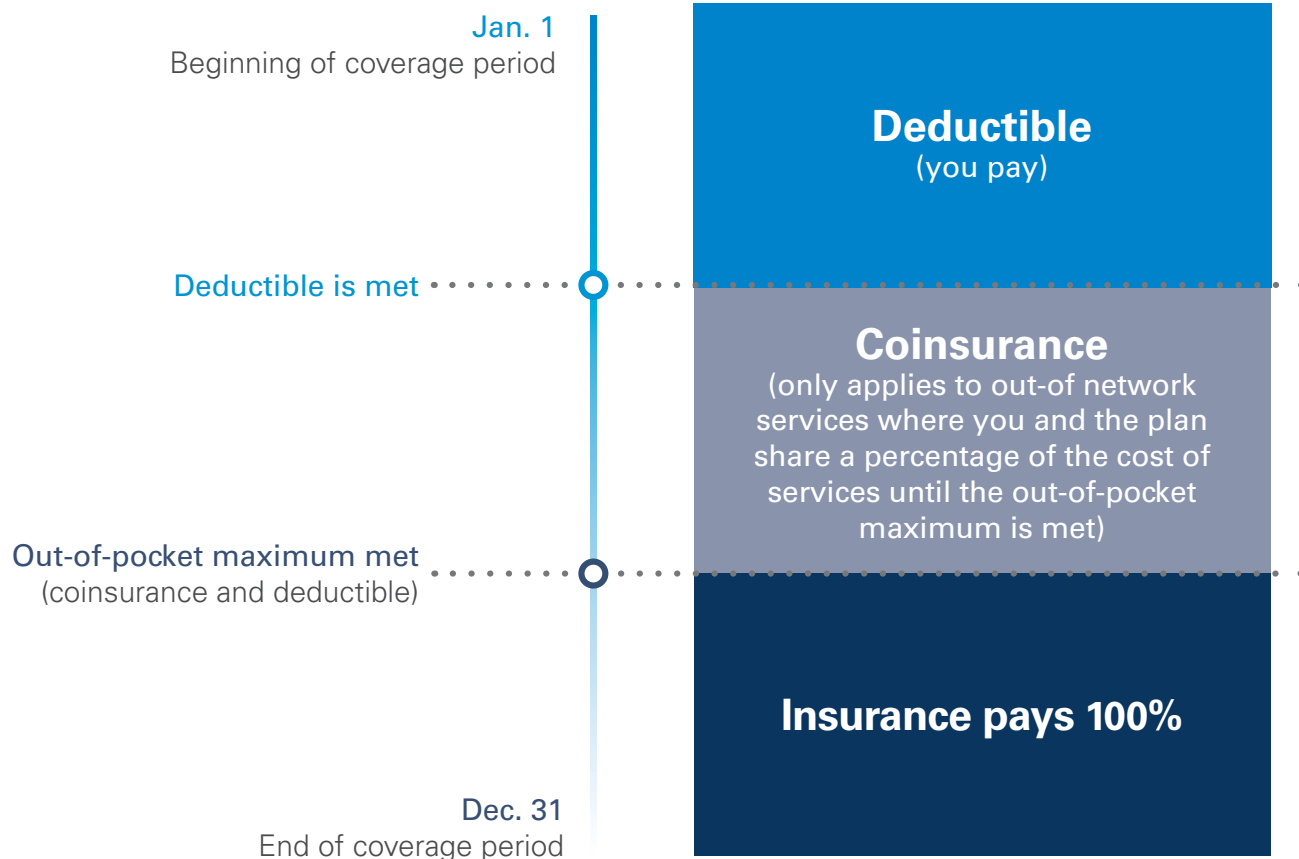 Jan. 1
Beginning of coverage period
Deductible
(you pay)
Deductible is met
Coinsurance
(only applies to out-of network
services where you and the plan
share a percentage of the cost of
services until the out-of-pocket
maximum is met)
Out-of-pocket maximum met
(coinsurance and deductible)
Insurance pays 100%
Dec. 31
End of coverage period